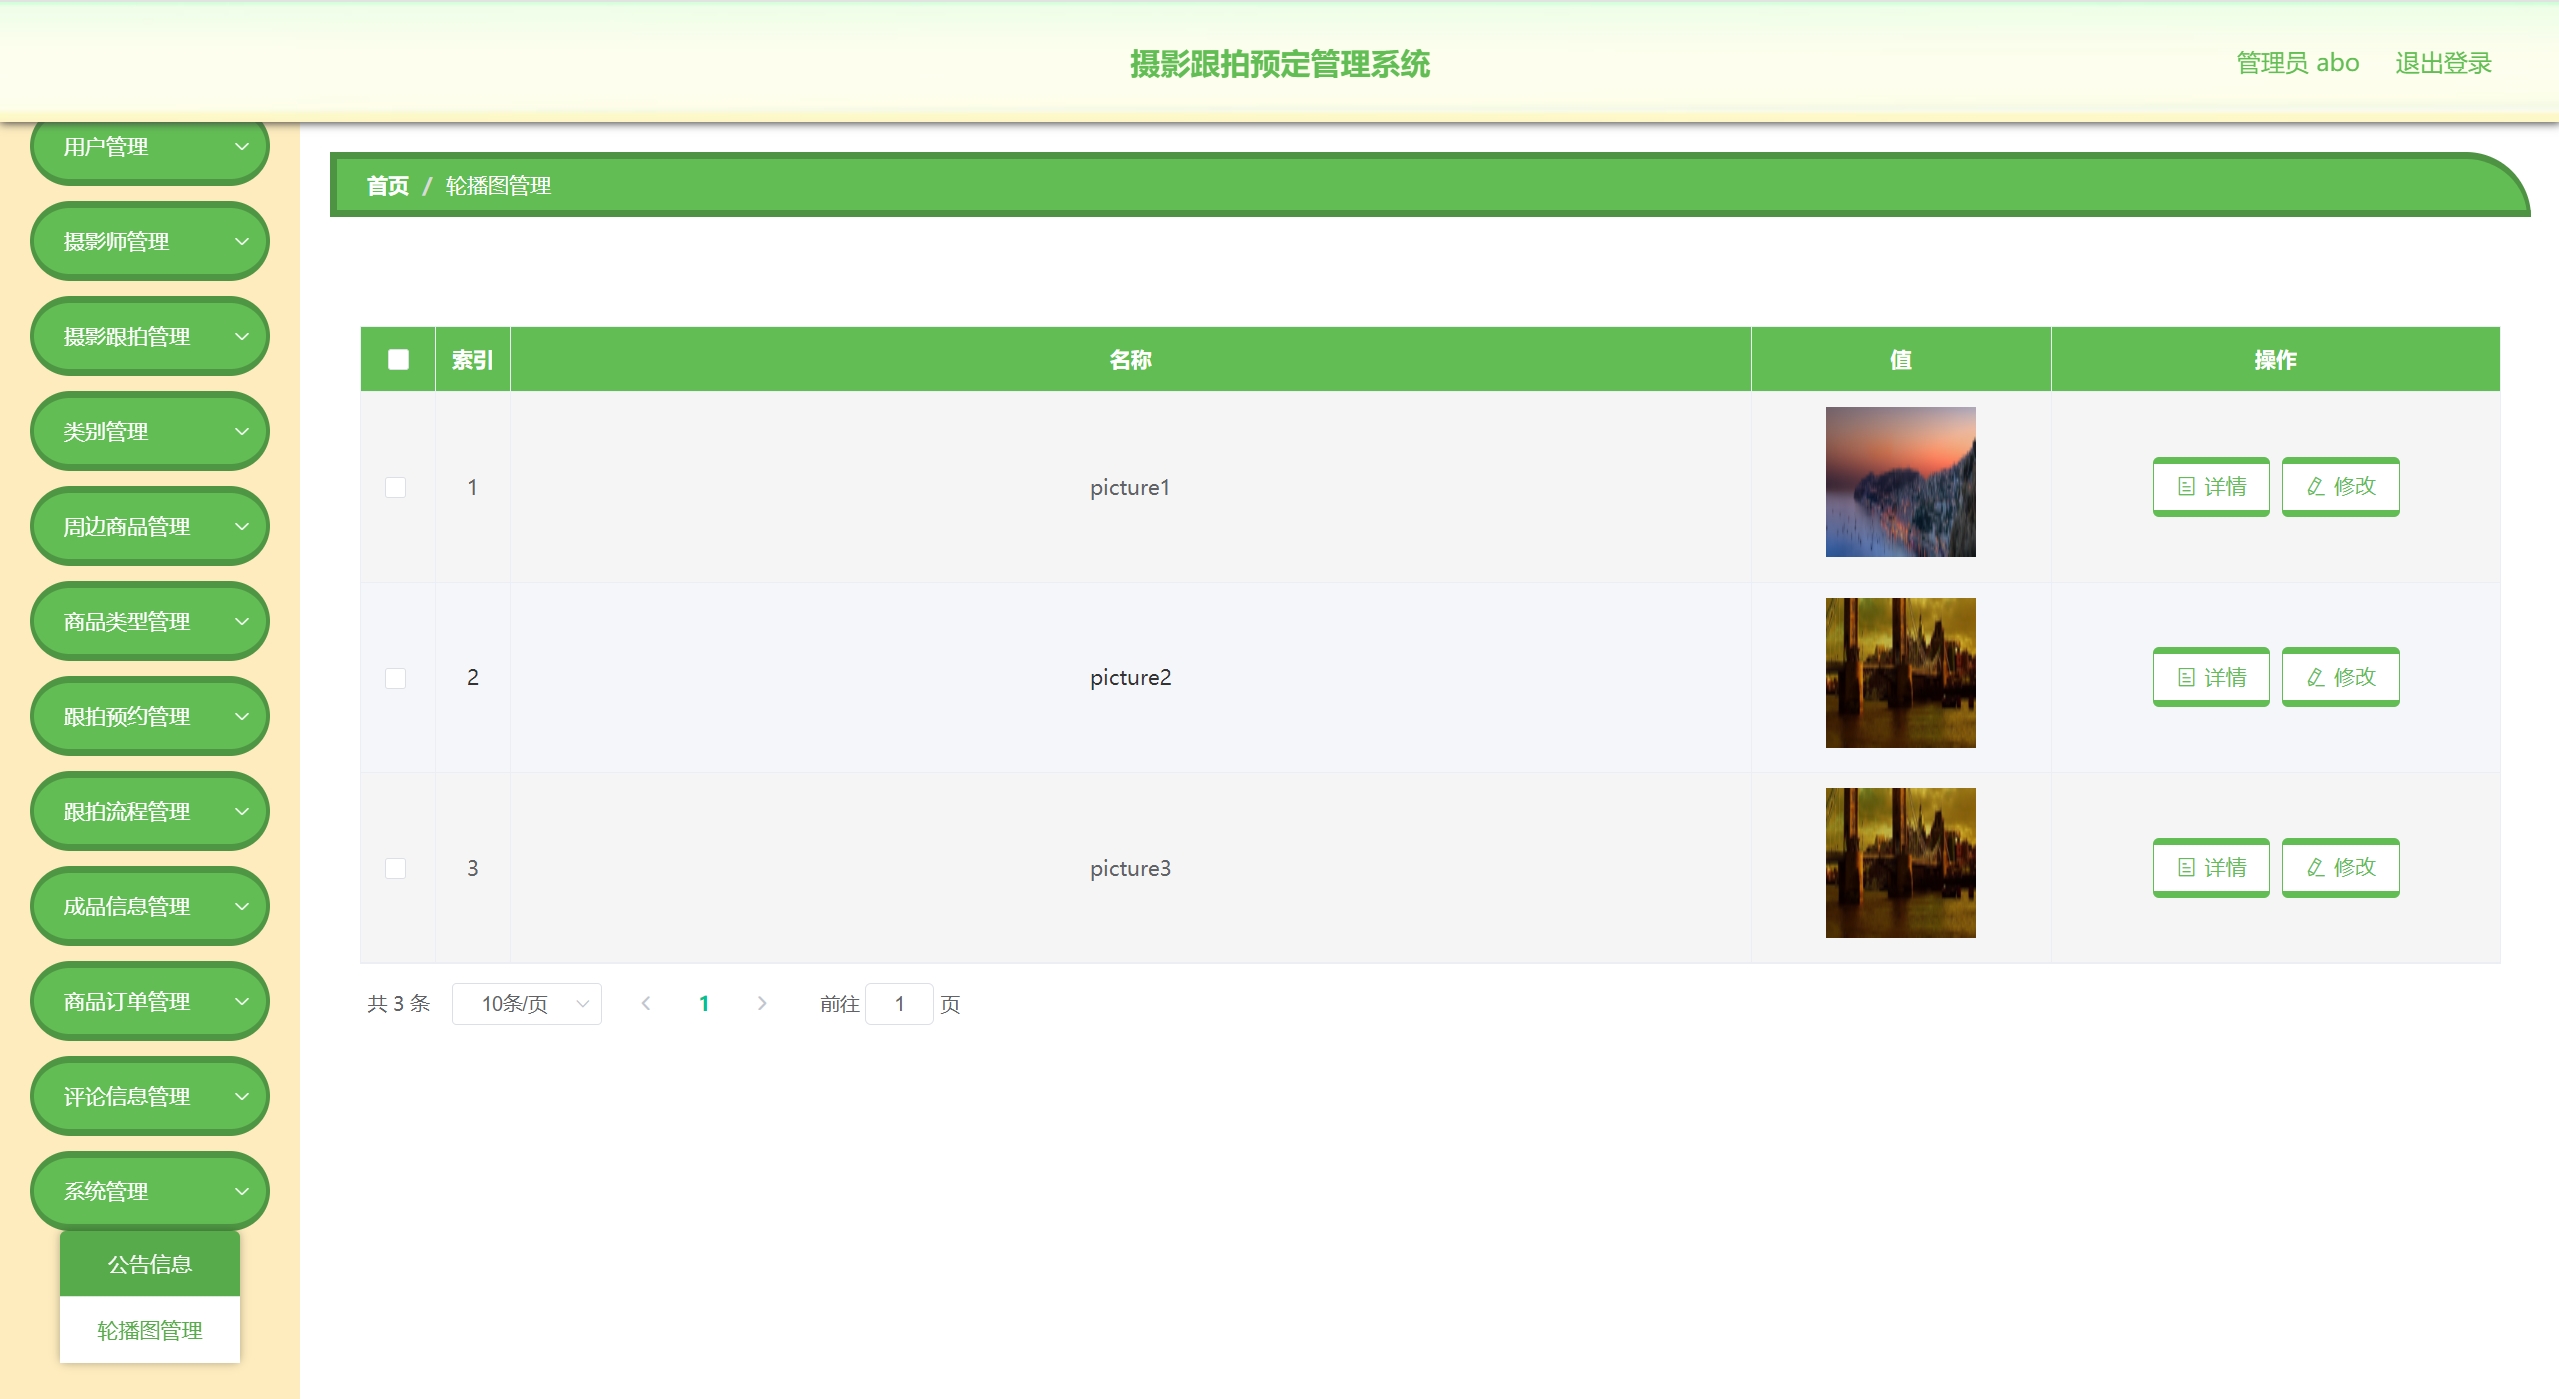 摄影跟拍预定管理系统
管理员 abo 退出登录
用户管理
摄影师管理
摄影跟拍管理
类别管理
周边商品管理
商品类型管理
跟拍预约管理
跟拍流程管理
成品信息管理
商品订单管理
评论信息管理
系统管理
公告信息
轮播图管理
首页 / 轮播图管理
索引 名称 值 操作
1 picture1 详情 修改
2 picture2 详情 修改
3 picture3 详情 修改
共 3 条 10条/页 1 前往 1 页